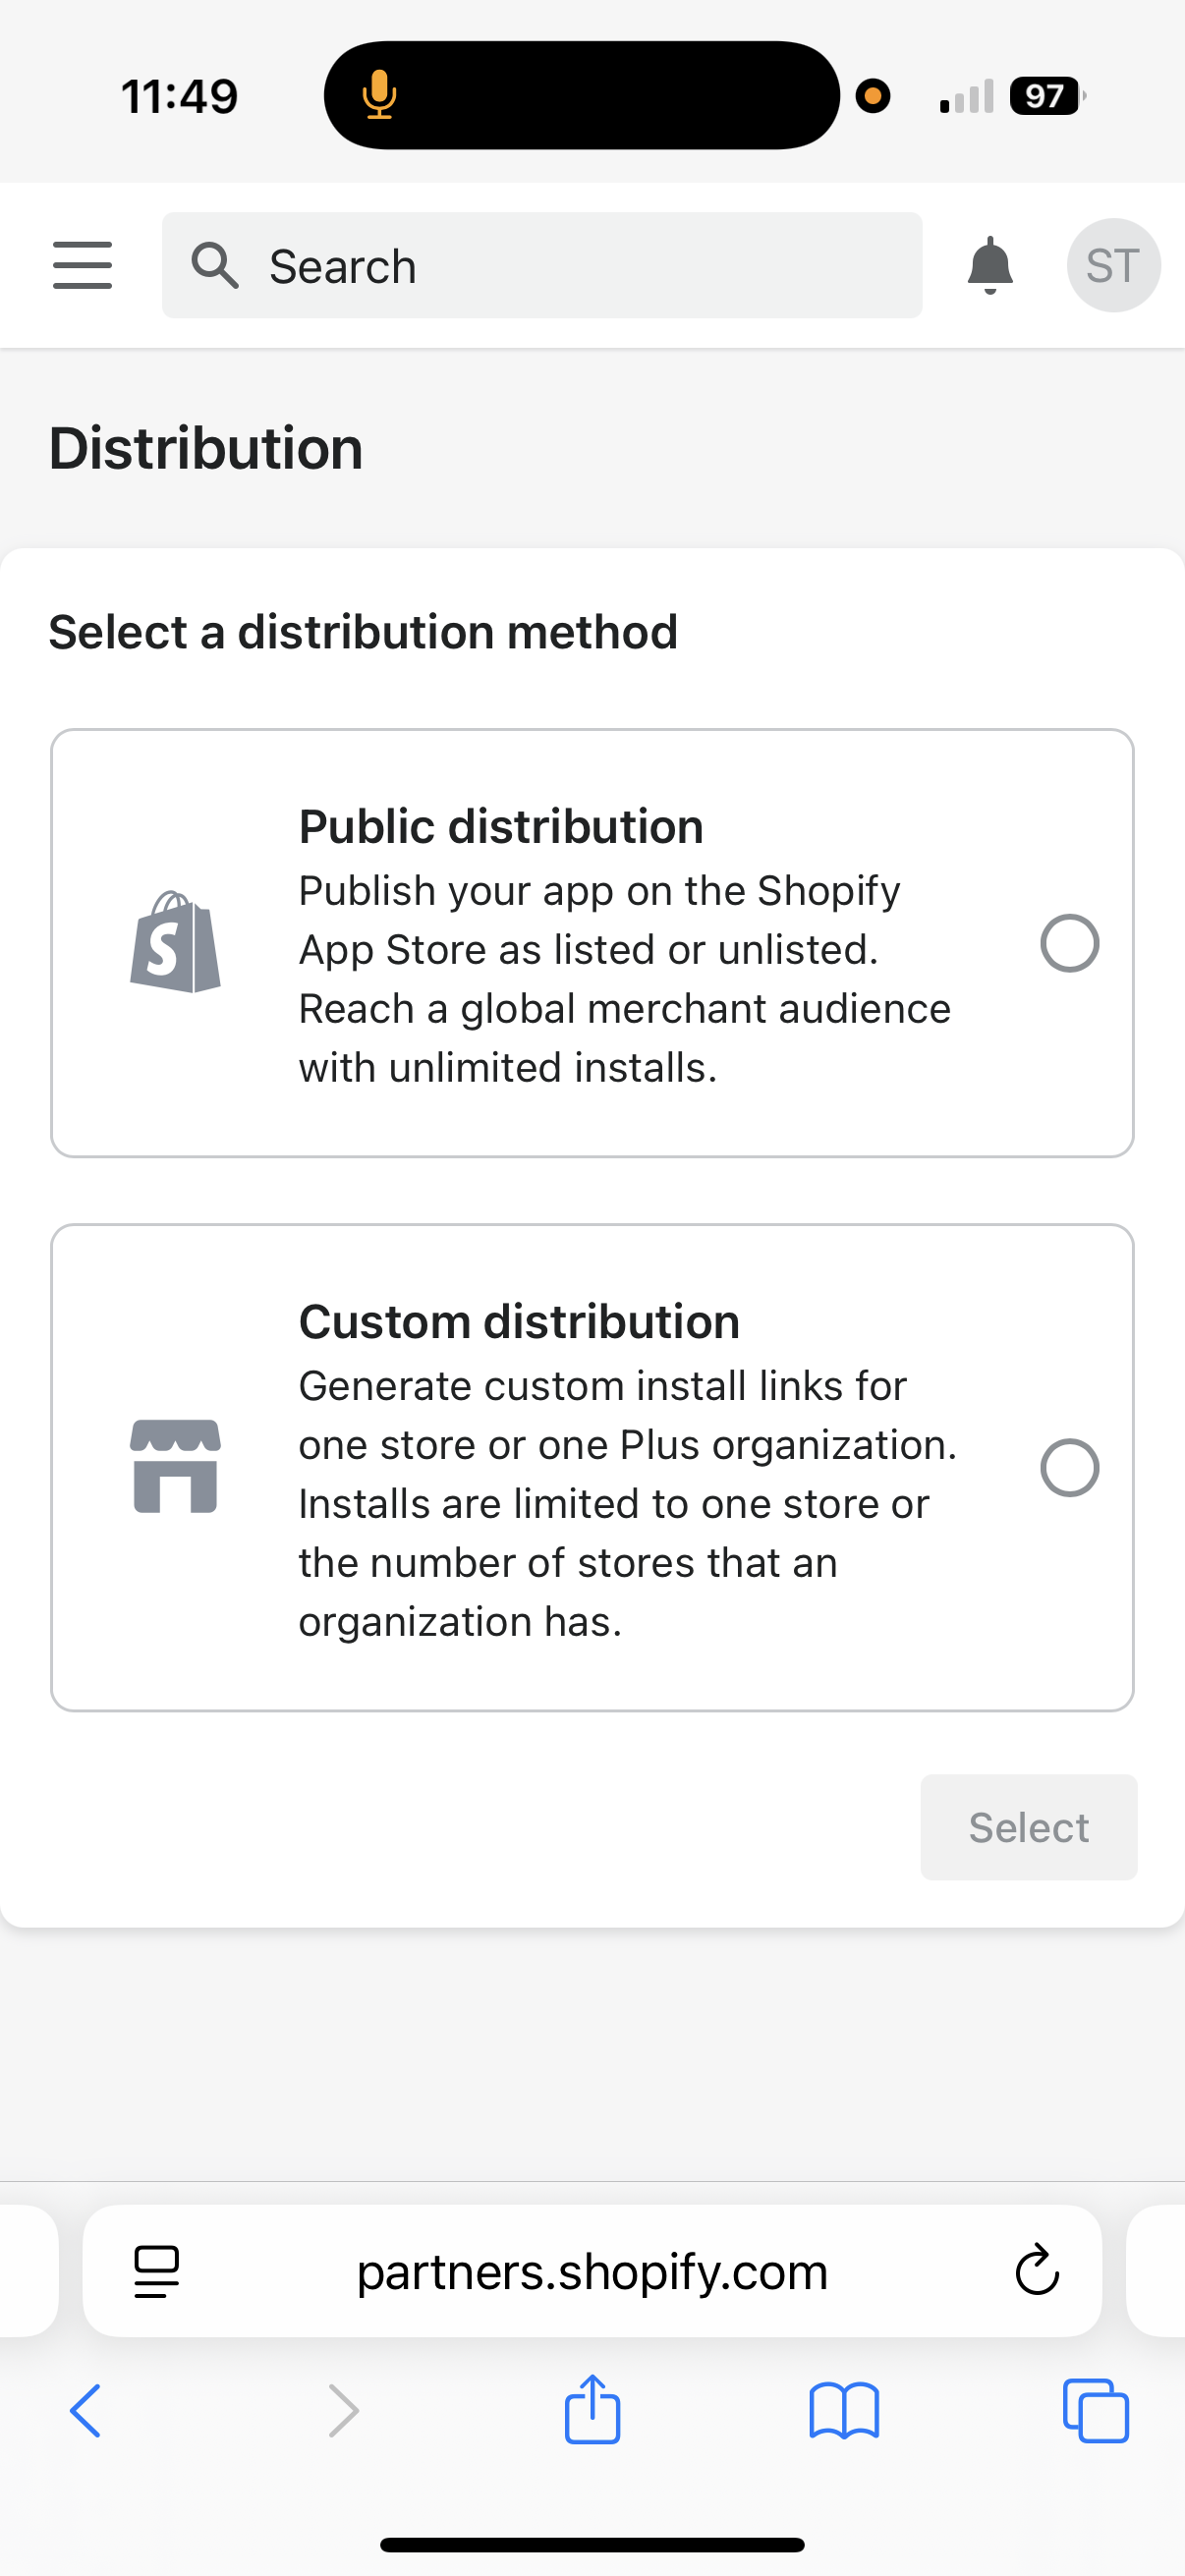 11:49
97
Search
ST
Distribution
Select a distribution method
Public distribution
Publish your app on the Shopify
App Store as listed or unlisted.
Reach a global merchant audience
with unlimited installs.
Custom distribution
Generate custom install links for
one store or one Plus organization.
Installs are limited to one store or
the number of stores that an
organization has.
Select
partners.shopify.com